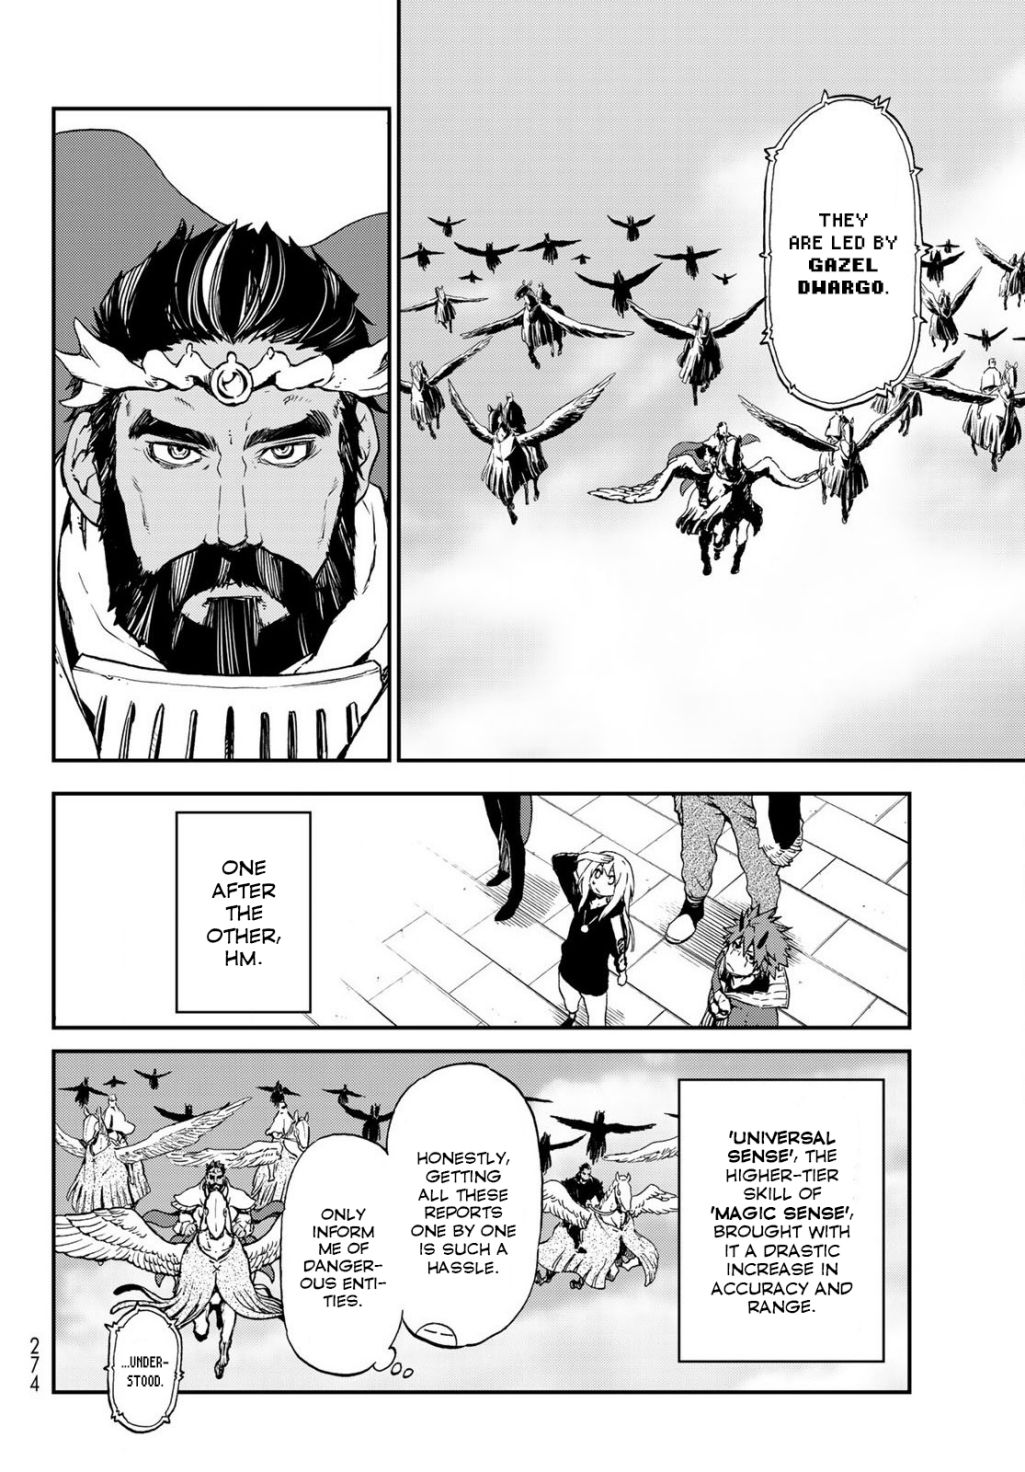 THEY
ARE LED BY
GAZEL
DWARGO.
ONE
AFTER
THE
OTHER,
HM.
'UNIVERSAL
SENSE', THE
HIGHER-TIER
SKILL OF
'MAGIC SENSE',
BROUGHT WITH
IT A DRASTIC
INCREASE IN
ACCURACY AND
RANGE.
HONESTLY,
GETTING
ALL THESE
REPORTS
ONE BY ONE
IS SUCH A
HASSLE.
ONLY
INFORM
ME OF
DANGER-
OUS ENTI-
TIES.
...UNDER-
STOOD.
274